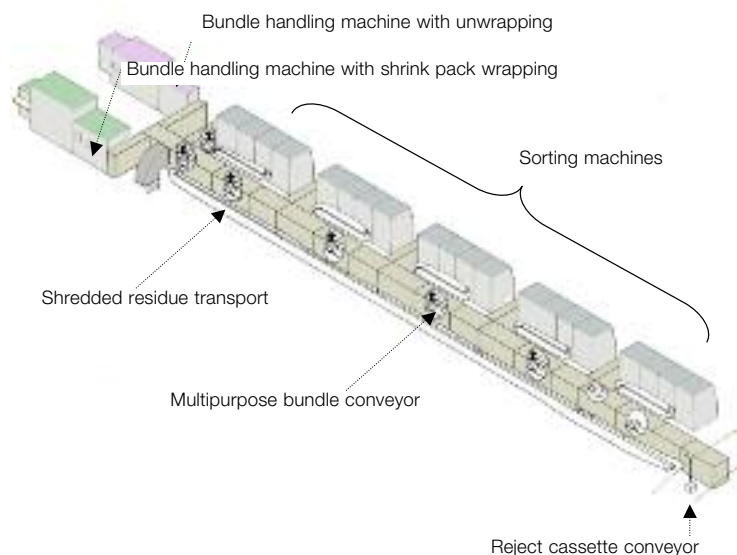 Bundle handling machine with unwrapping
Bundle handling machine with shrink pack wrapping
Sorting machines
Shredded residue transport
Multipurpose bundle conveyor
Reject cassette conveyor